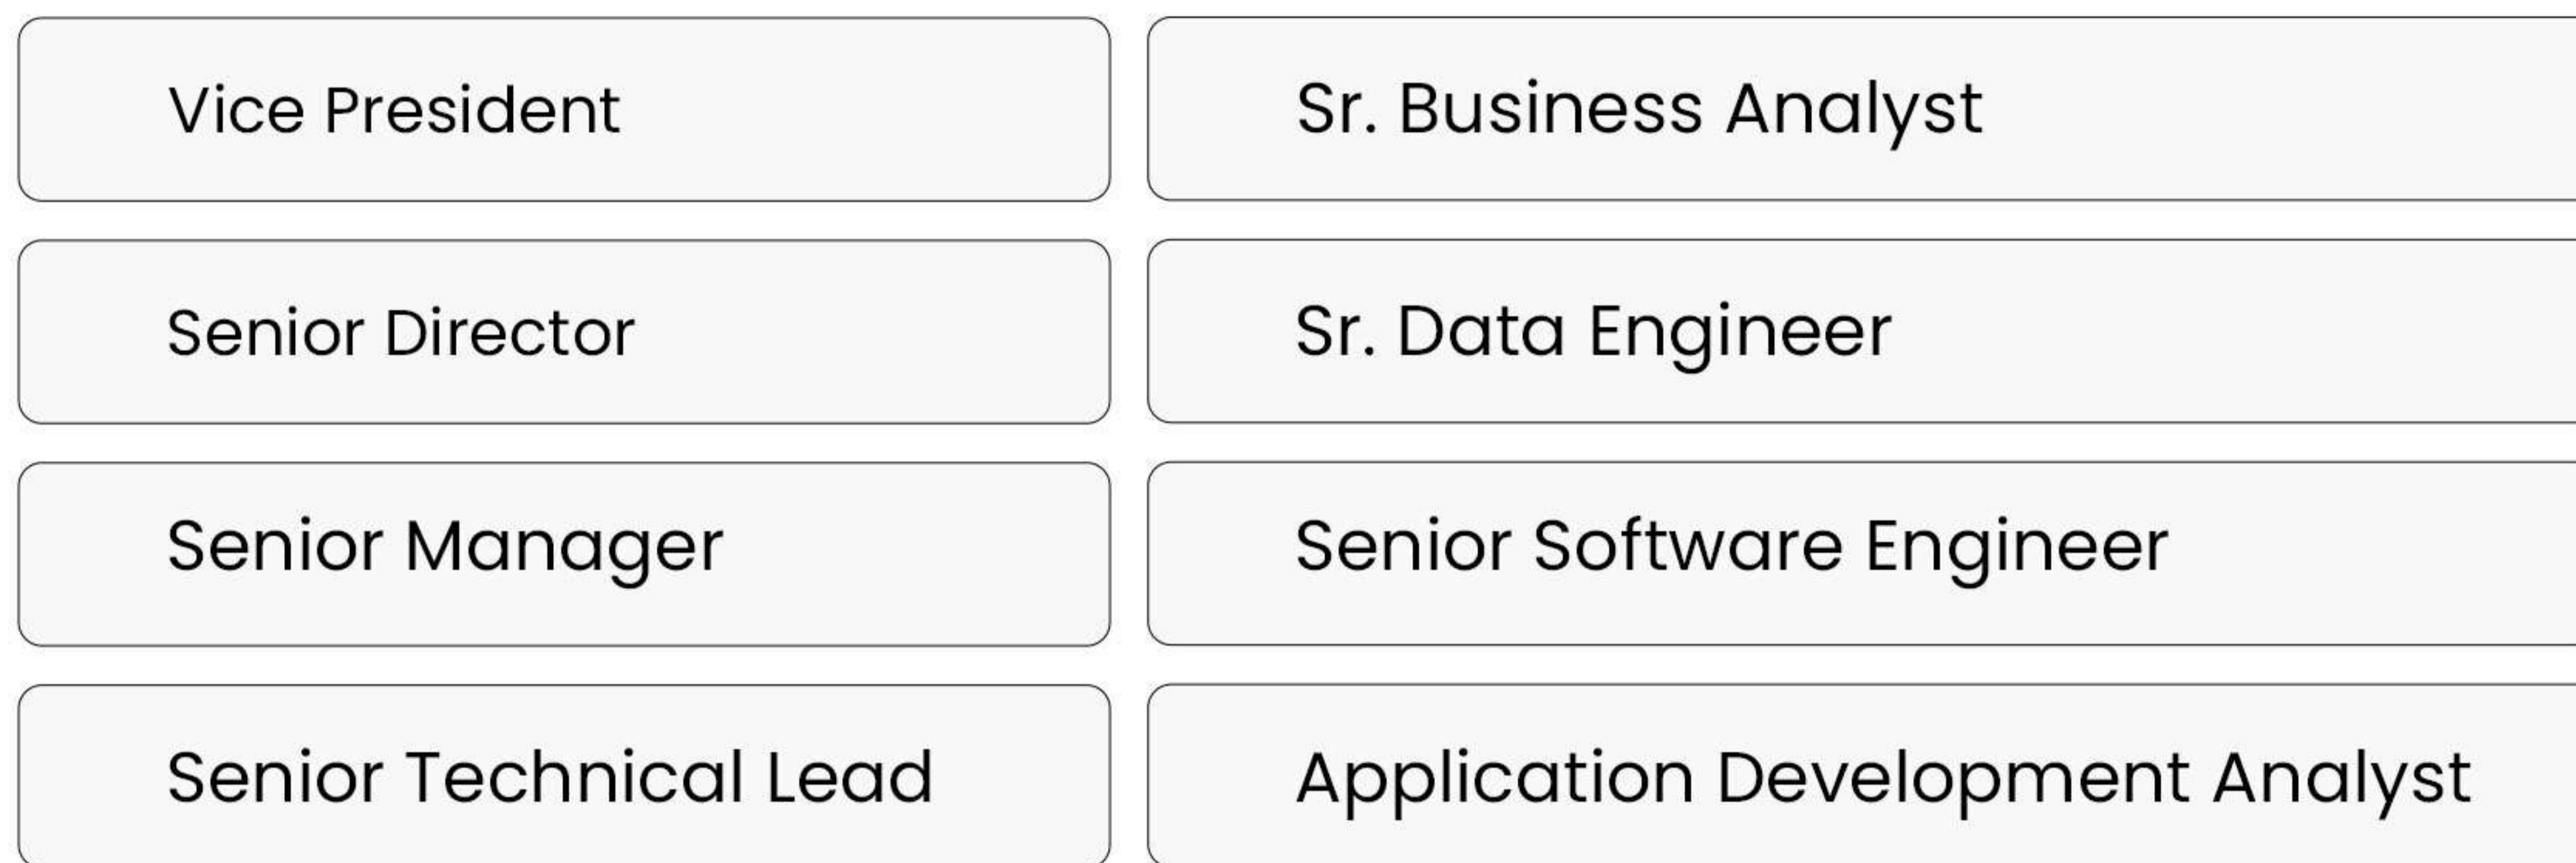 Vice President
Sr. Business Analyst
Senior Director
Sr. Data Engineer
Senior Manager
Senior Software Engineer
Senior Technical Lead
Application Development Analyst